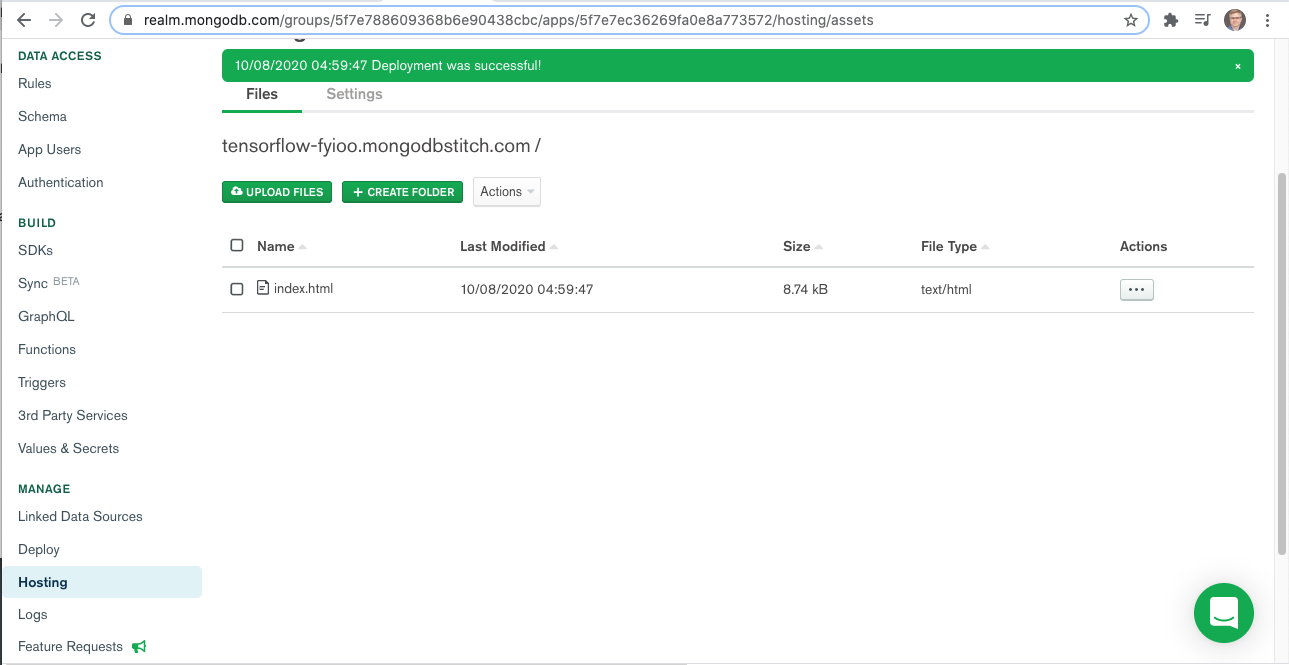 realm.mongodb.com/groups/5f7e788609368b6e90438cbc/apps/5f7e7ec36269fa0e8a773572/hosting/assets
DATA ACCESS
Rules
Schema
App Users
Authentication
BUILD
SDKs
Sync BETA
GraphQL
Functions
Triggers
3rd Party Services
Values & Secrets
MANAGE
Linked Data Sources
Deploy
Hosting
Logs
Feature Requests
10/08/2020 04:59:47 Deployment was successful! ×
Files Settings
tensorflow-fyioo.mongodbstitch.com /
UPLOAD FILES + CREATE FOLDER Actions
Name Last Modified Size File Type Actions
index.html 10/08/2020 04:59:47 8.74 kB text/html